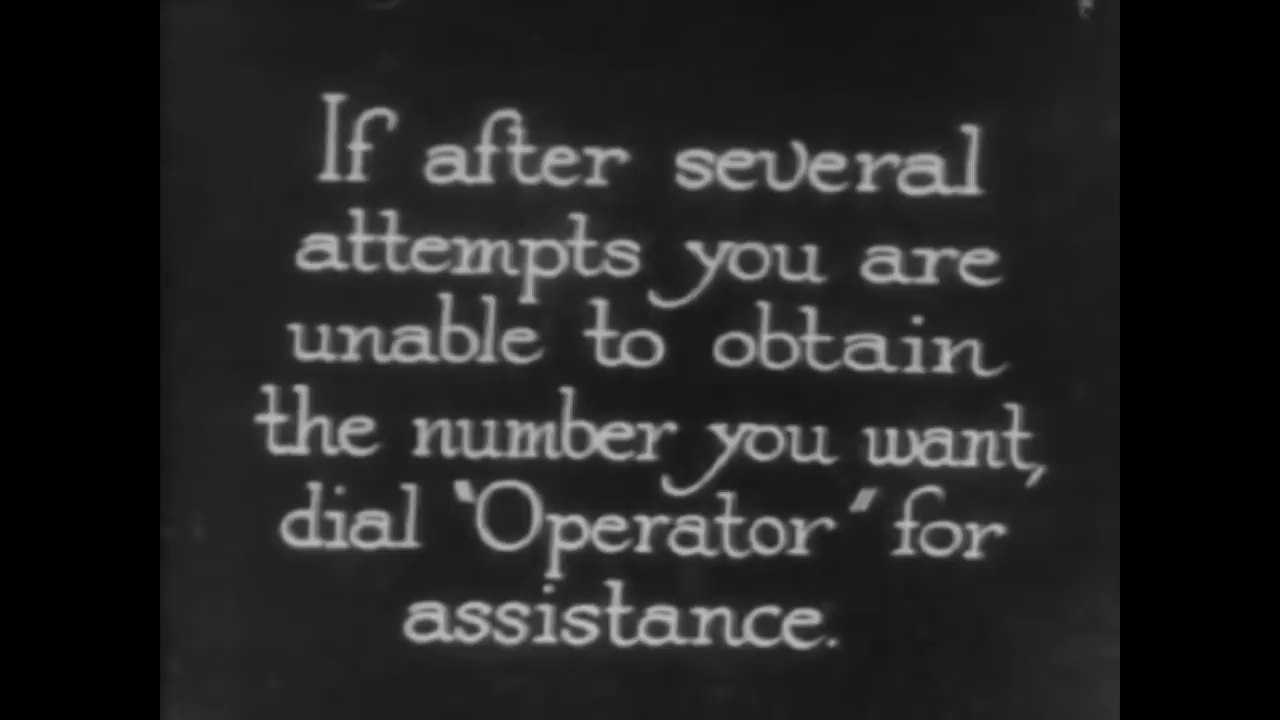 If after several
attempts you are
unable to obtain
the number you want,
dial "Operator" for
assistance.